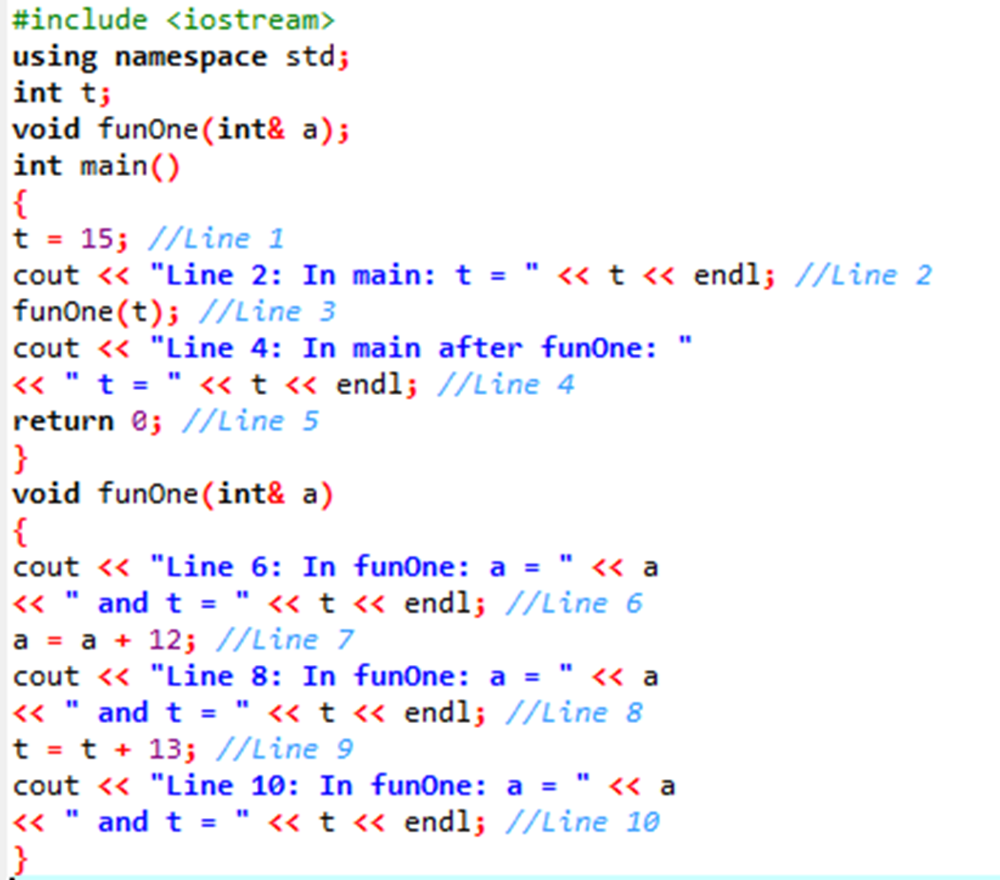 #include <iostream>
using namespace std;
int t;
void funOne(int& a);
int main()
{
t = 15; //Line 1
cout << "Line 2: In main: t = " << t << endl; //Line 2
funOne(t); //Line 3
cout << "Line 4: In main after funOne: "
<< " t = " << t << endl; //Line 4
return 0; //Line 5
}
void funOne(int& a)
{
cout << "Line 6: In funOne: a = " << a
<< " and t = " << t << endl; //Line 6
a = a + 12; //Line 7
cout << "Line 8: In funOne: a = " << a
<< " and t = " << t << endl; //Line 8
t = t + 13; //Line 9
cout << "Line 10: In funOne: a = " << a
<< " and t = " << t << endl; //Line 10
}